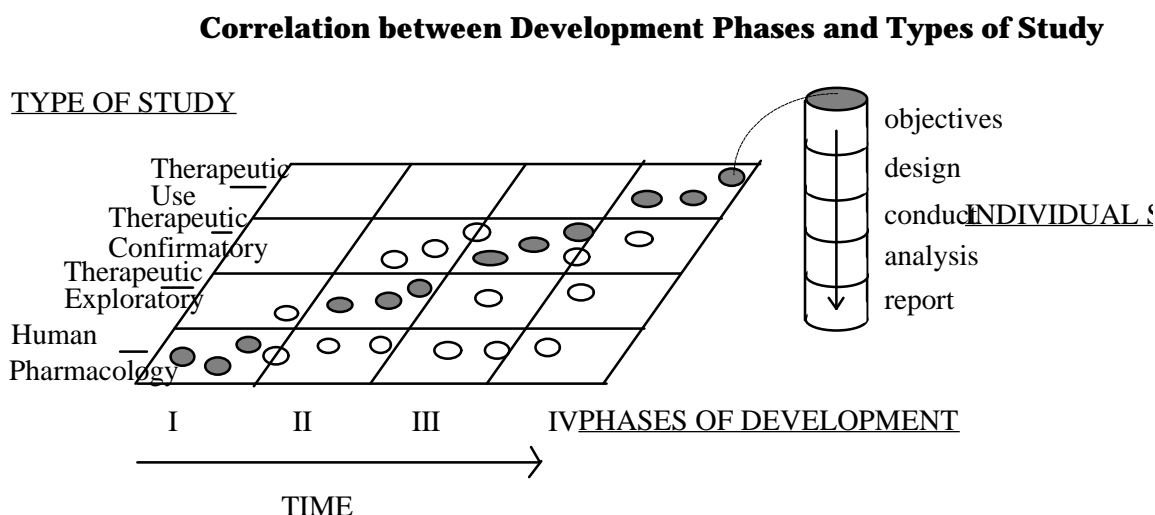 Correlation between Development Phases and Types of Study
TYPE OF STUDY
Therapeutic
Use
Therapeutic
Confirmatory
Therapeutic
Exploratory
Human
Pharmacology
objectives
design
conduct
INDIVIDUAL S
analysis
report
I
II
III
IV
PHASES OF DEVELOPMENT
TIME